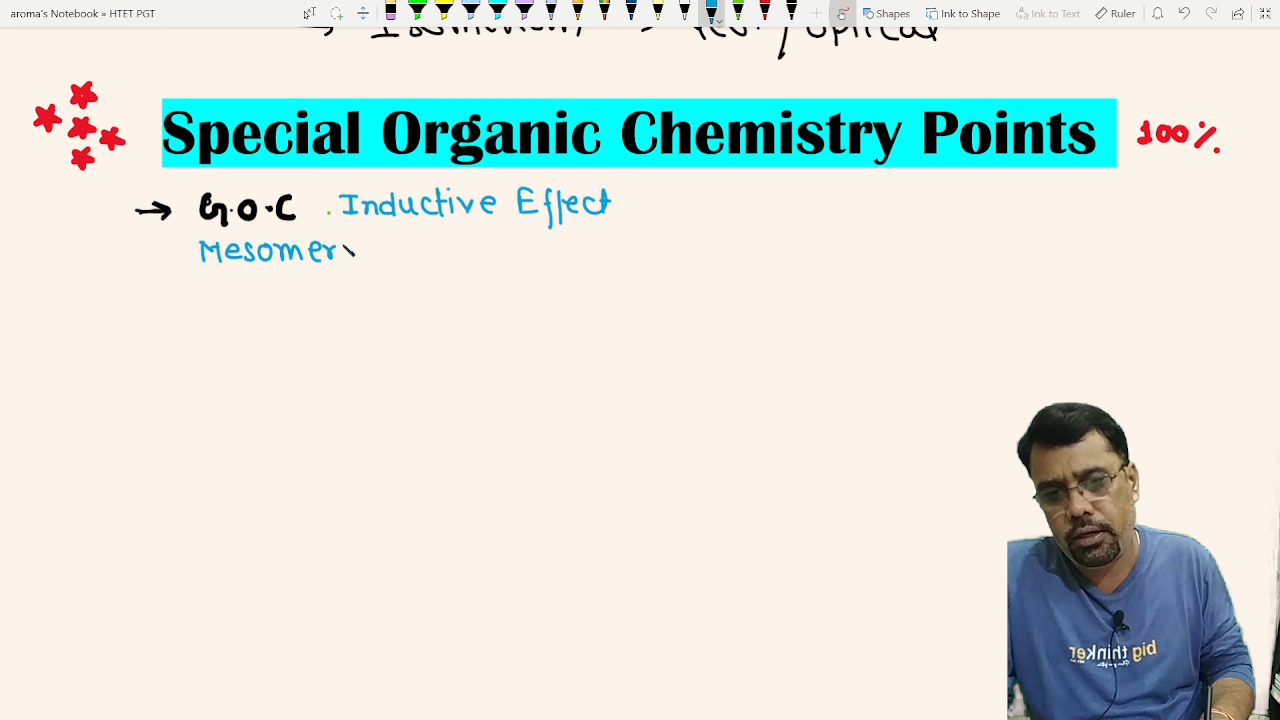 aroma's Notebook » HTET PGT
Shapes Ink to Shape Ink to Text Ruler
Special Organic Chemistry Points 100%
→ G.O.C . Inductive Effect
Mesomer
big thinker